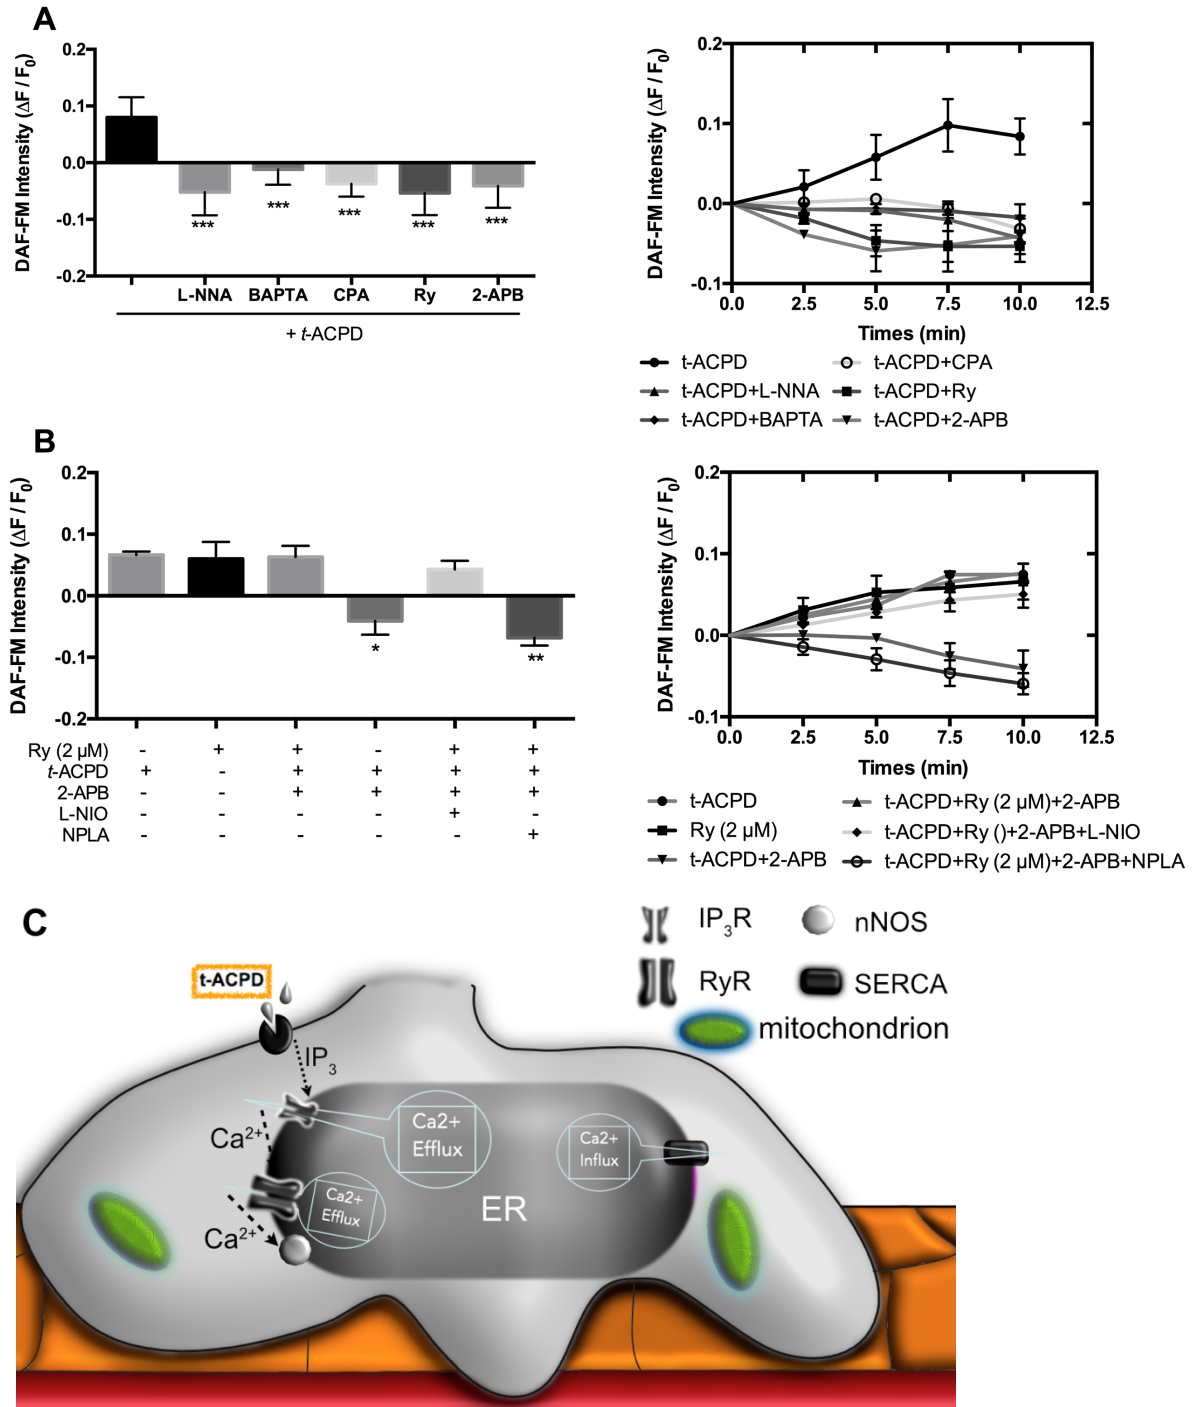 A
DAF-FM Intensity (ΔF / F0)
0.2
0.1
0.0
-0.1
-0.2
*** *** *** *** ***
L-NNA BAPTA CPA Ry 2-APB
+ t-ACPD
DAF-FM Intensity (ΔF / F0)
0.2
0.1
0.0
-0.1
0.0 2.5 5.0 7.5 10.0 12.5
Times (min)
t-ACPD t-ACPD+CPA
t-ACPD+L-NNA t-ACPD+Ry
t-ACPD+BAPTA t-ACPD+2-APB
B
DAF-FM Intensity (ΔF / F0)
0.2
0.1
0.0
-0.1
-0.2
* **
Ry (2 µM) - + + - + +
t-ACPD + - + + + +
2-APB - - + + + +
L-NIO - - - - + -
NPLA - - - - - +
DAF-FM Intensity (ΔF / F0)
0.2
0.1
0.0
-0.1
0.0 2.5 5.0 7.5 10.0 12.5
Times (min)
t-ACPD t-ACPD+Ry (2 µM)+2-APB
Ry (2 µM) t-ACPD+Ry ()+2-APB+L-NIO
t-ACPD+2-APB t-ACPD+Ry (2 µM)+2-APB+NPLA
C
IP3R nNOS
RyR SERCA
mitochondrion
t-ACPD
IP3
Ca2+
Ca2+
Efflux
Ca2+
Influx
Ca2+
Efflux
Ca2+
ER